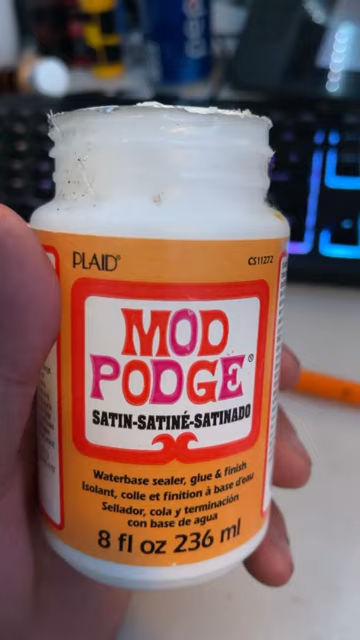 PLAID®
CS11272
MOD
PODGE®
SATIN-SATINÉ-SATINADO
Waterbase sealer, glue & finish
Isolant, colle et finition à base d'eau
Sellador, cola y terminación
con base de agua
8 fl oz 236 ml